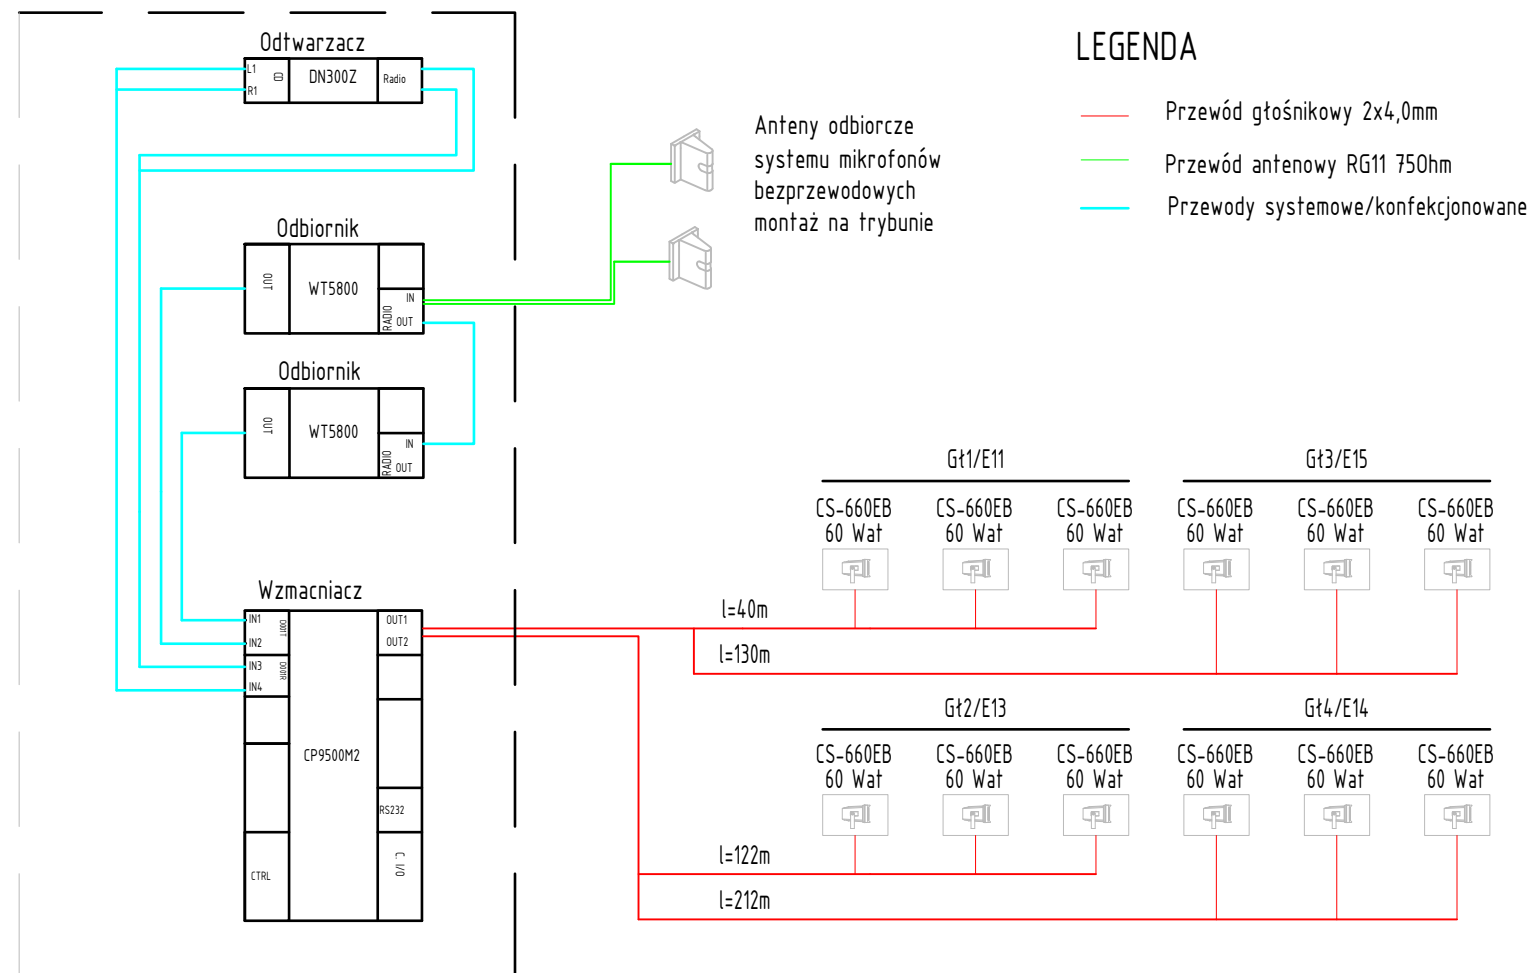 Odtwarzacz
L1
R1
CD
DN300Z
Radio
LEGENDA
Przewód głośnikowy 2x4,0mm
Przewód antenowy RG11 75Ohm
Przewody systemowe/konfekcjonowane
Anteny odbiorcze
systemu mikrofonów
bezprzewodowych
montaż na trybunie
Odbiornik
OUT
WT5800
RADIO
IN
OUT
Odbiornik
OUT
WT5800
RADIO
IN
OUT
Wzmacniacz
IN1
IN2
D001T
IN3
IN4
D001R
CP9500M2
OUT1
OUT2
RS232
CTRL
C. I/O
Gł1/E11
CS-660EB
60 Wat
CS-660EB
60 Wat
CS-660EB
60 Wat
Gł3/E15
CS-660EB
60 Wat
CS-660EB
60 Wat
CS-660EB
60 Wat
l=40m
l=130m
Gł2/E13
CS-660EB
60 Wat
CS-660EB
60 Wat
CS-660EB
60 Wat
Gł4/E14
CS-660EB
60 Wat
CS-660EB
60 Wat
CS-660EB
60 Wat
l=122m
l=212m